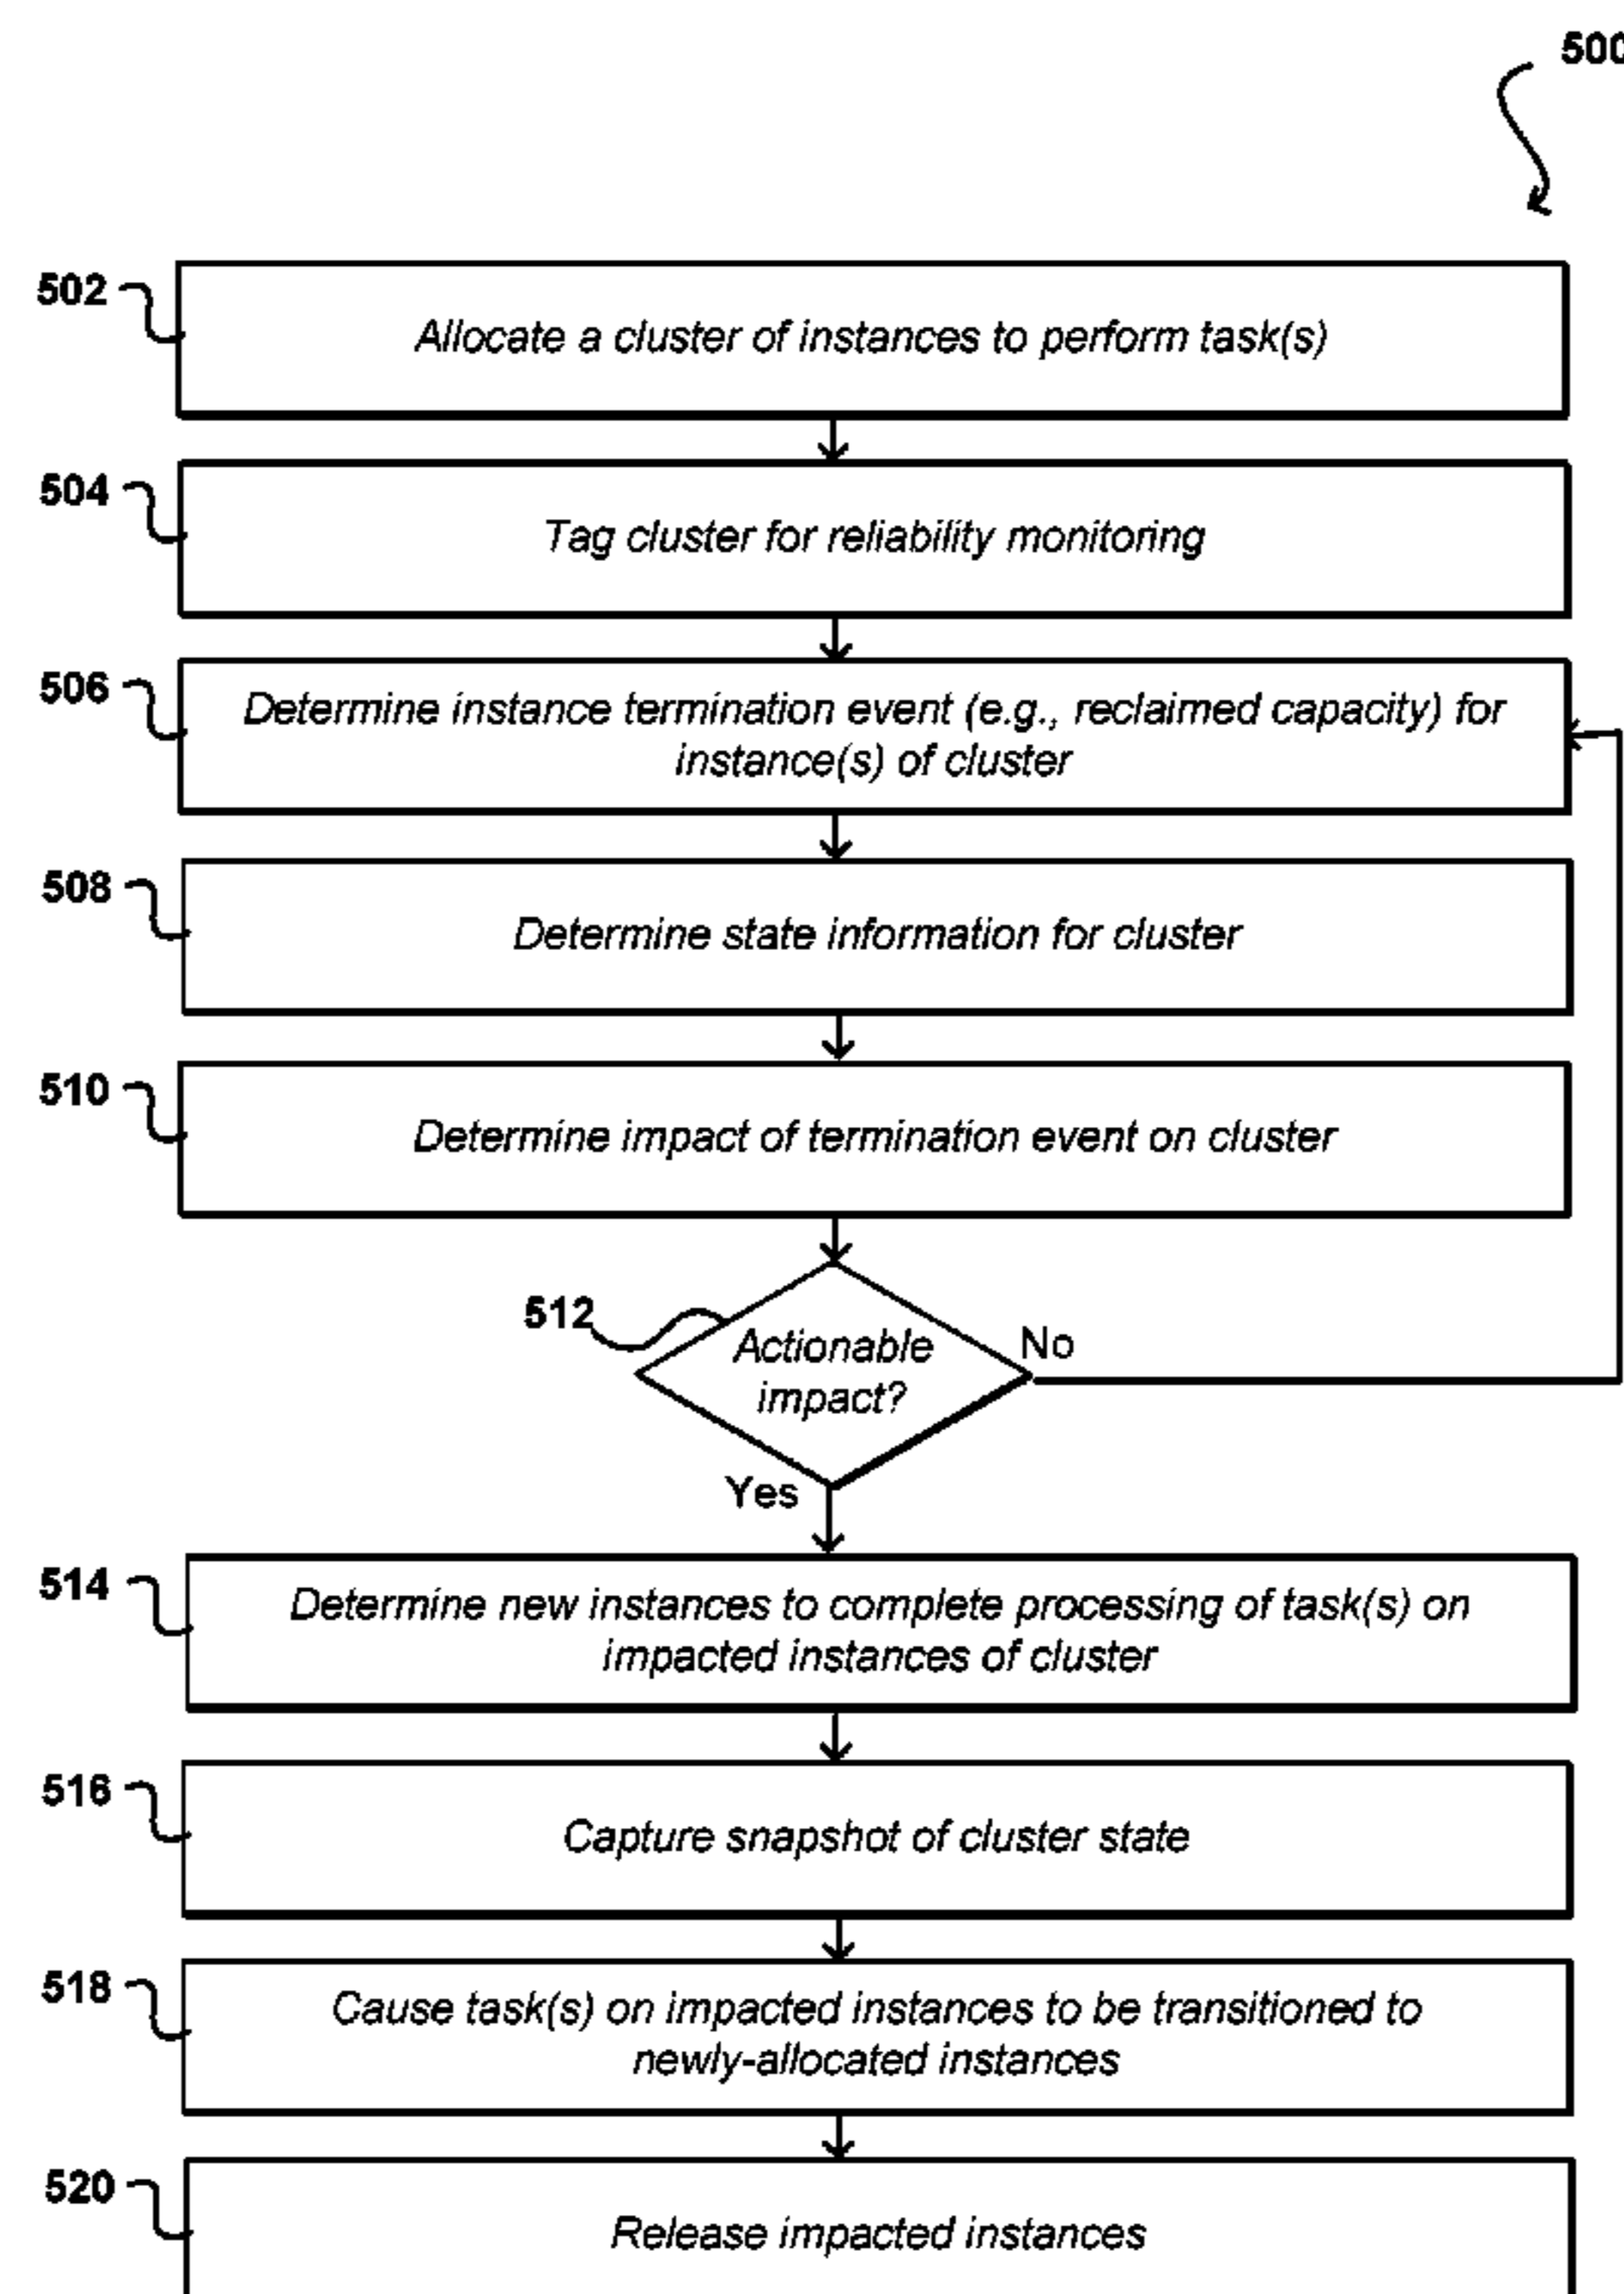 500
502
Allocate a cluster of instances to perform task(s)
504
Tag cluster for reliability monitoring
506
Determine instance termination event (e.g., reclaimed capacity) for
instance(s) of cluster
508
Determine state information for cluster
510
Determine impact of termination event on cluster
512
Actionable
impact?
No
Yes
514
Determine new instances to complete processing of task(s) on
impacted instances of cluster
516
Capture snapshot of cluster state
518
Cause task(s) on impacted instances to be transitioned to
newly-allocated instances
520
Release impacted instances